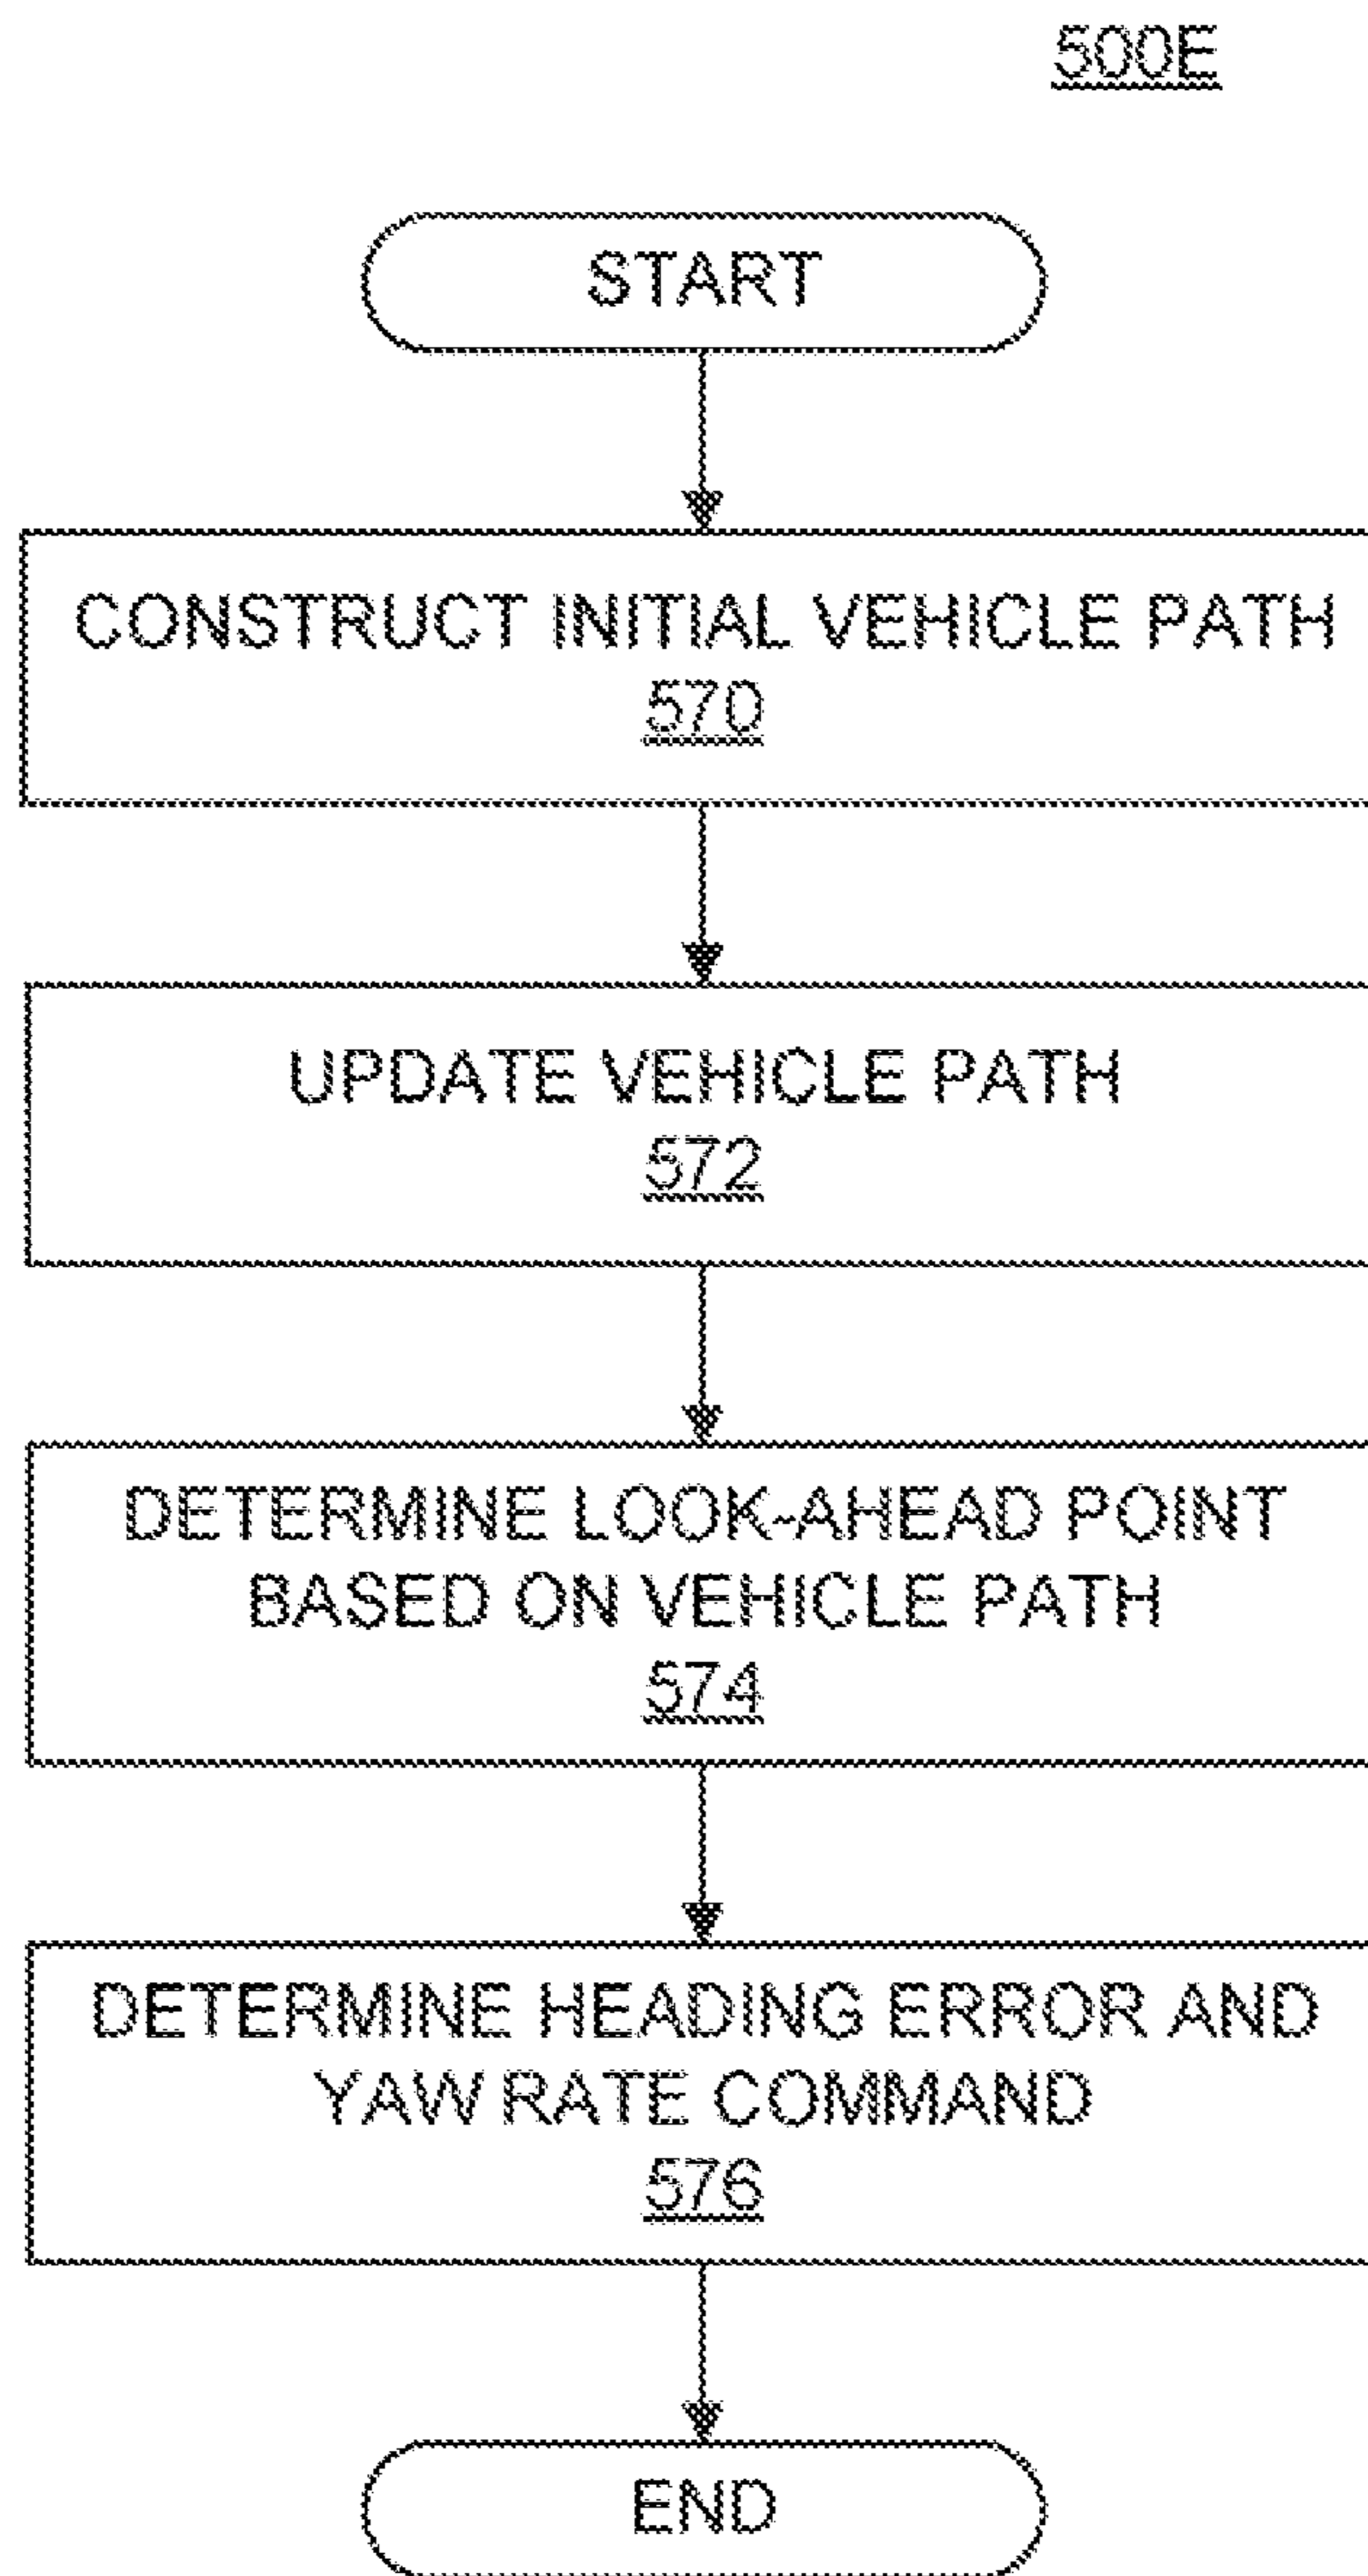 500E
START
CONSTRUCT INITIAL VEHICLE PATH
570
UPDATE VEHICLE PATH
572
DETERMINE LOOK-AHEAD POINT
BASED ON VEHICLE PATH
574
DETERMINE HEADING ERROR AND
YAW RATE COMMAND
576
END